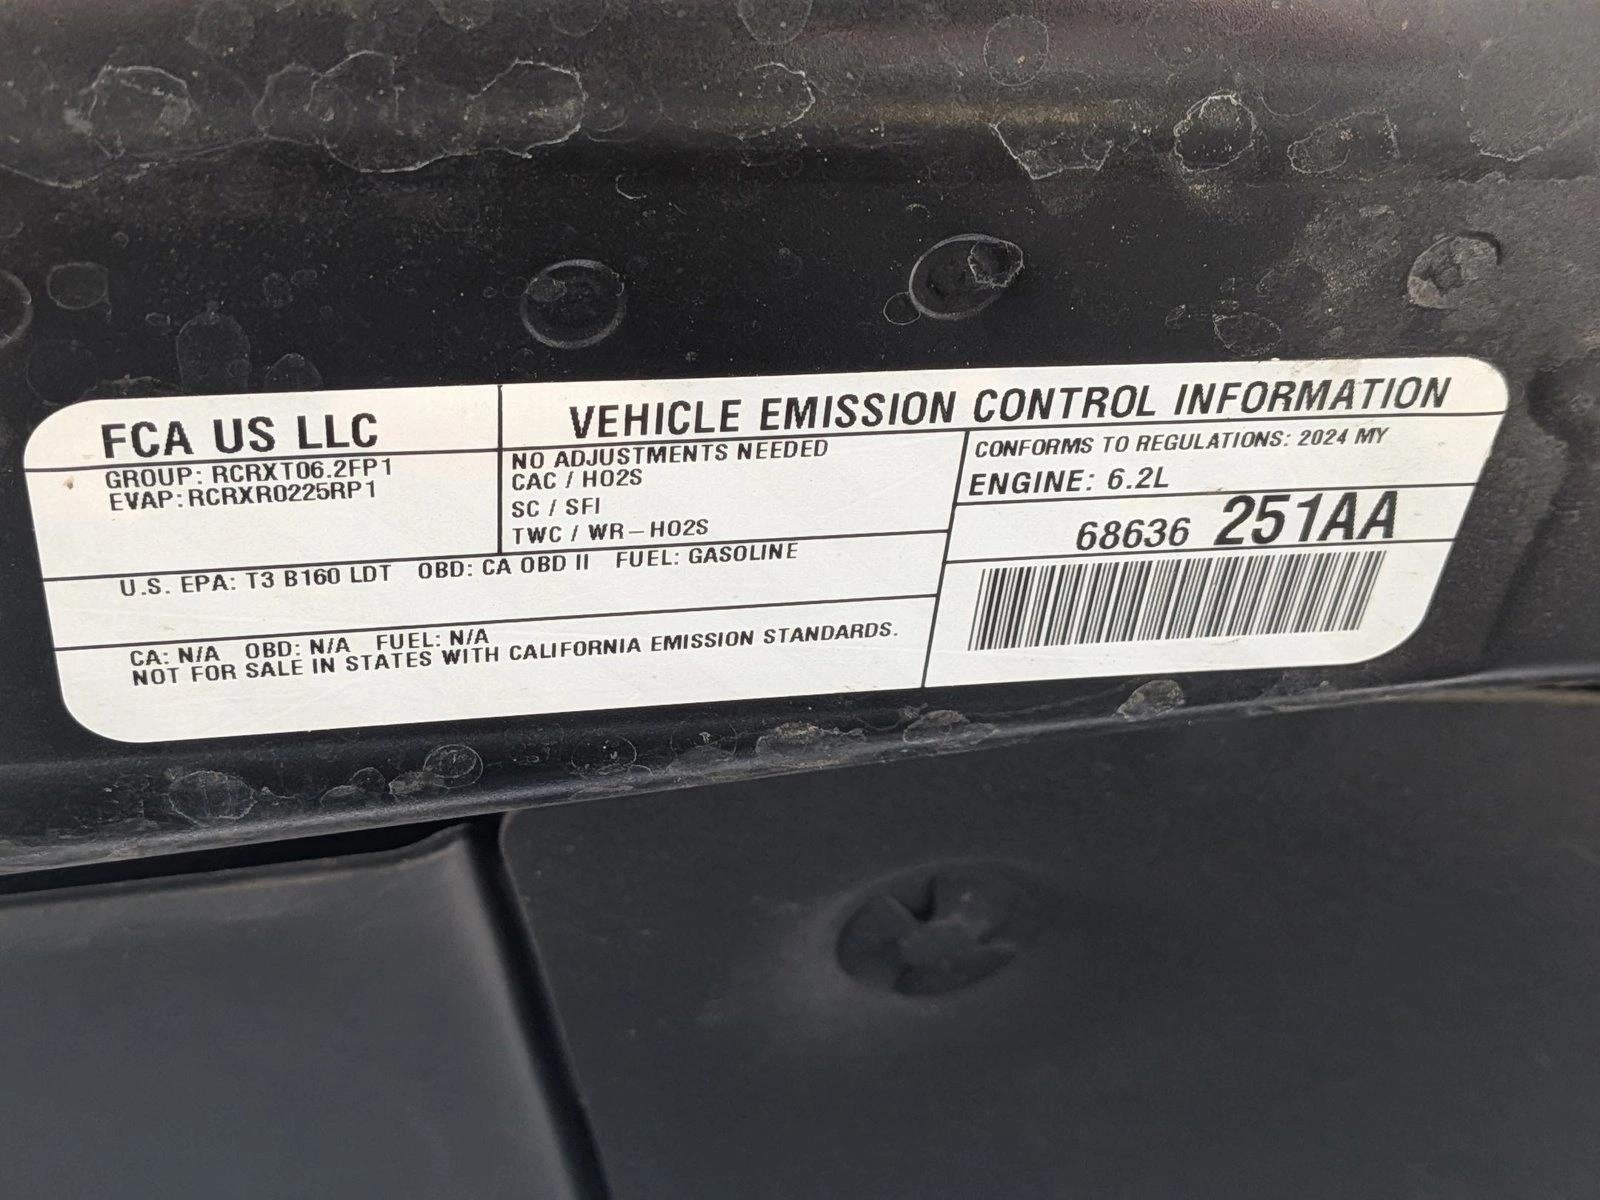 FCA US LLC
VEHICLE EMISSION CONTROL INFORMATION
GROUP: RCRXT06.2FP1
EVAP: RCRXR0225RP1
NO ADJUSTMENTS NEEDED
CAC / HO2S
SC / SFI
TWC / WR-HO2S
CONFORMS TO REGULATIONS: 2024 MY
ENGINE: 6.2L
68636 251AA
U.S. EPA: T3 B160 LDT OBD: CA OBD II FUEL: GASOLINE
CA: N/A OBD: N/A FUEL: N/A
NOT FOR SALE IN STATES WITH CALIFORNIA EMISSION STANDARDS.